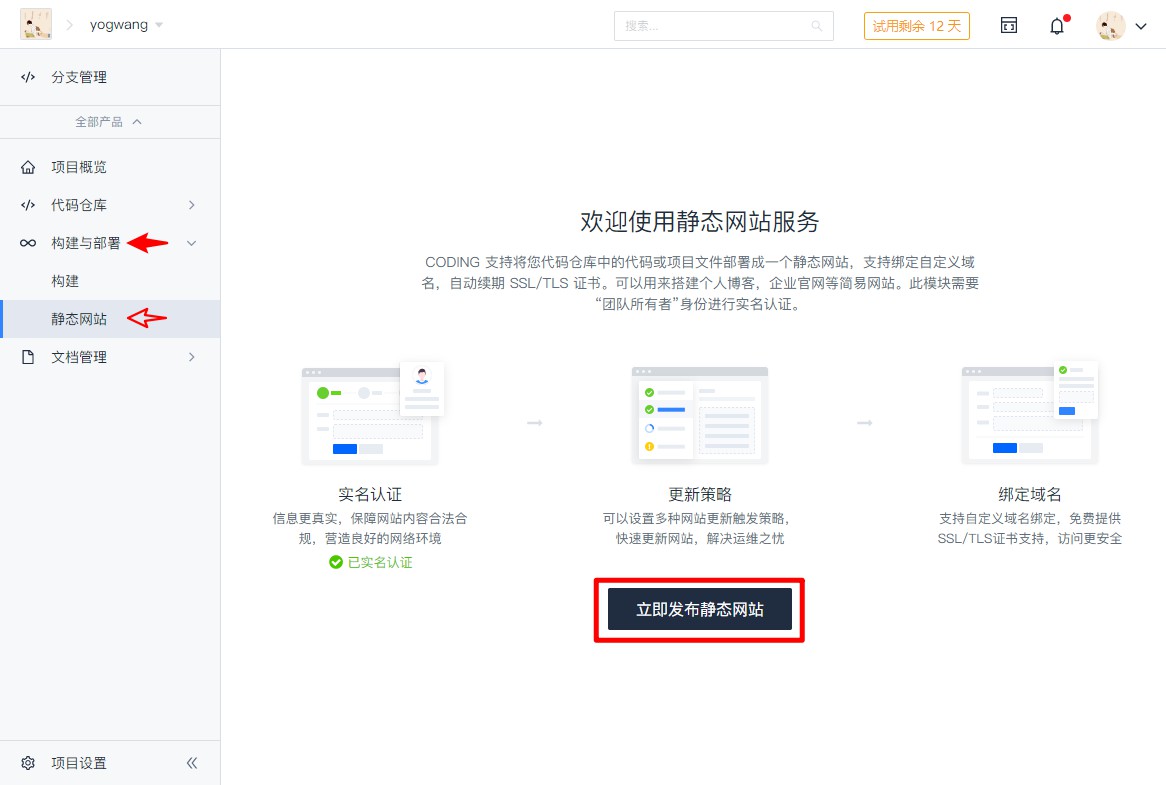 yogwang
搜索...
试用剩余 12 天
分支管理
全部产品
项目概览
代码仓库
构建与部署
构建
静态网站
文档管理
项目设置
欢迎使用静态网站服务
CODING 支持将您代码仓库中的代码或项目文件部署成一个静态网站，支持绑定自定义域
名，自动续期 SSL/TLS 证书。可以用来搭建个人博客，企业官网等简易网站。此模块需要
“团队所有者”身份进行实名认证。
实名认证
信息更真实，保障网站内容合法合
规，营造良好的网络环境
已实名认证
更新策略
可以设置多种网站更新触发策略，
快速更新网站，解决运维之忧
绑定域名
支持自定义域名绑定，免费提供
SSL/TLS证书支持，访问更安全
立即发布静态网站